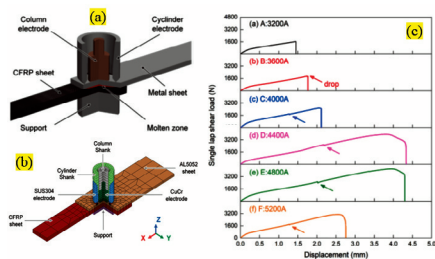 (a)
Column
electrode
Cyclinder
electrode
CFRP sheet
Metal sheet
Support
Molten zone
(b)
Column
Shank
Cylinder
Shank
AL5052
sheet
SUS304
electrode
CuCr
electrode
CFRP
sheet
Support
Z
X
Y
(c)
Single lap shear load (N)
4800
3200
1600
0
(a) A:3200A
3200
1600
(b) B:3600A
drop
3200
1600
(c) C:4000A
3200
1600
(d) D:4400A
3200
1600
(e) E:4800A
3200
1600
(f) F:5200A
3200
1600
0.0 0.5 1.0 1.5 2.0 2.5 3.0 3.5 4.0 4.5
Displacement (mm)